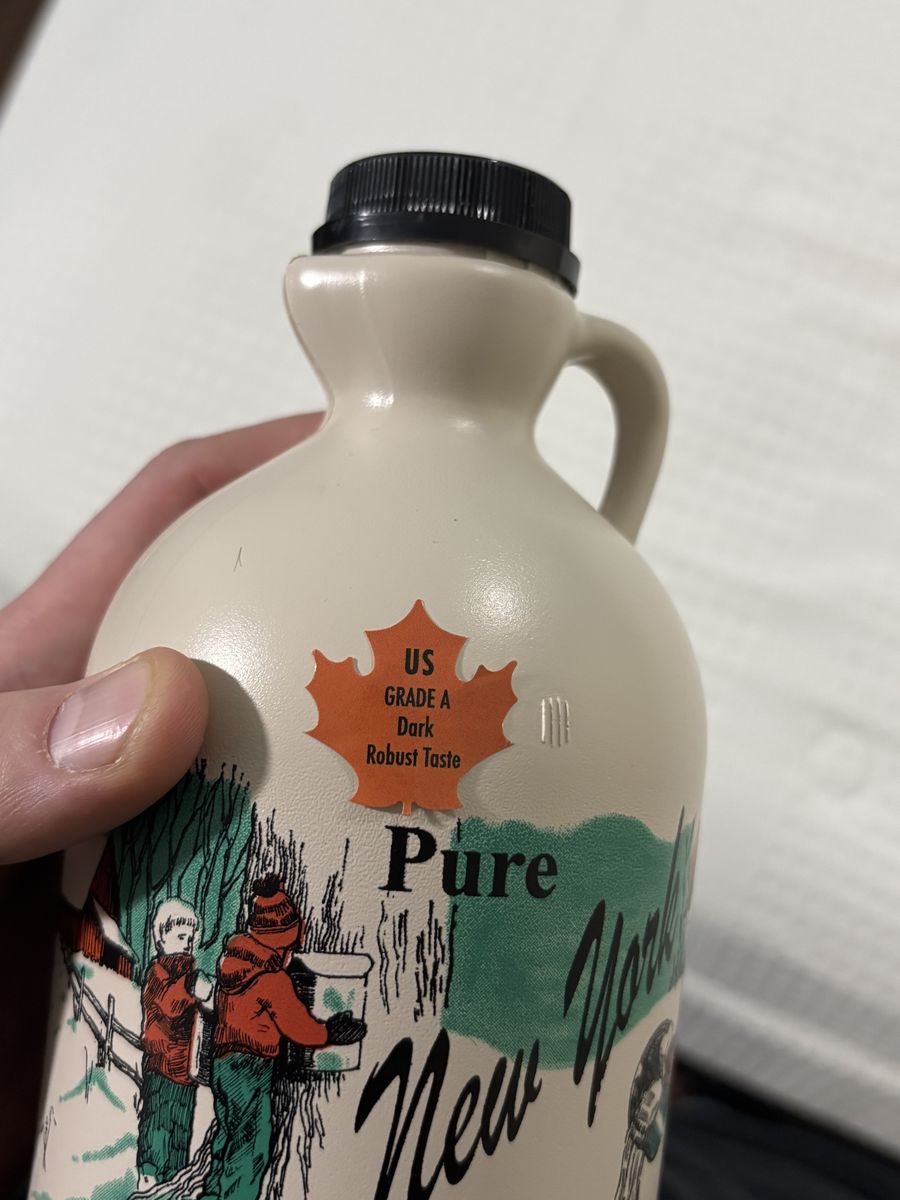 US
GRADE A
Dark
Robust Taste
Pure
New York